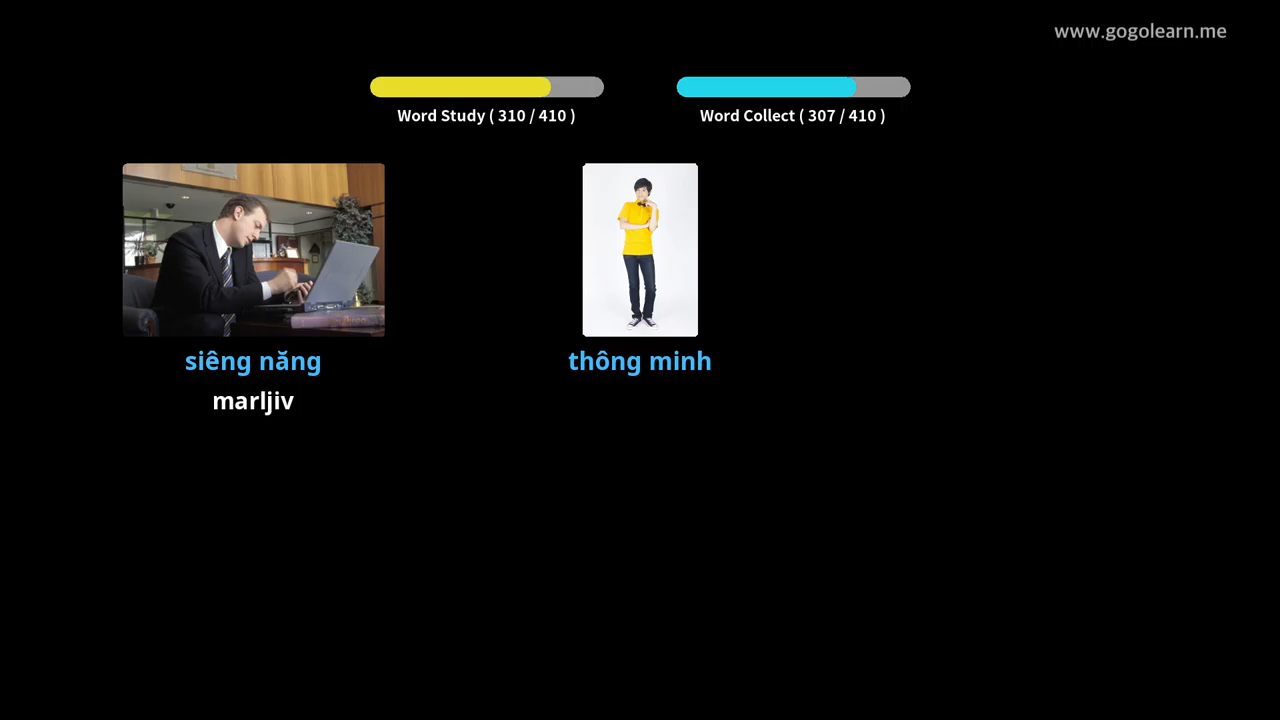 www.gogolearn.me
Word Study ( 310 / 410 )
Word Collect ( 307 / 410 )
siêng năng
marljiv
thông minh